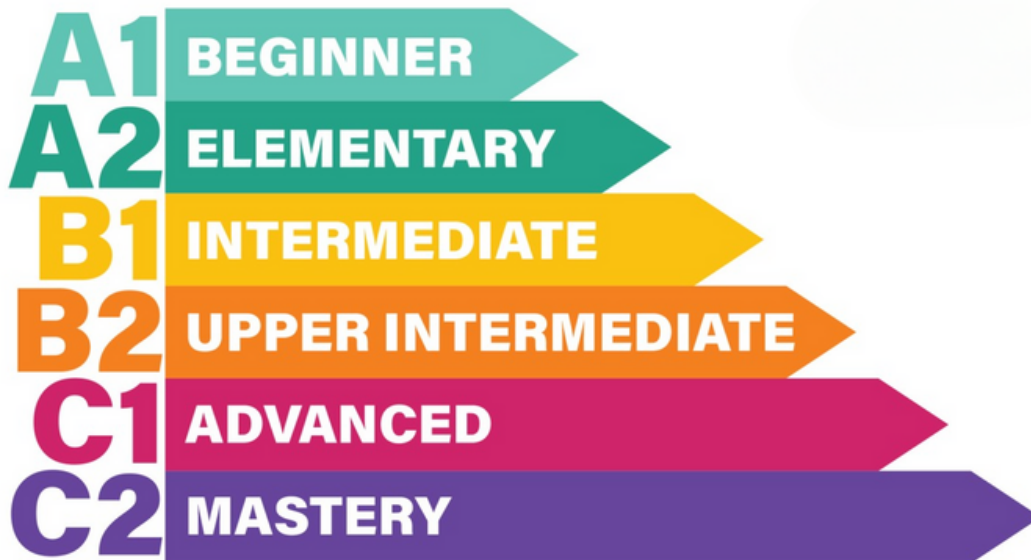 A1 BEGINNER
A2 ELEMENTARY
B1 INTERMEDIATE
B2 UPPER INTERMEDIATE
C1 ADVANCED
C2 MASTERY